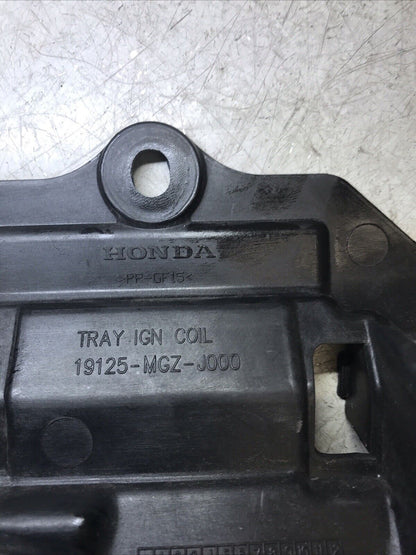 HONDA
>PP-GF15<
TRAY IGN COIL
19125-MGZ-J000